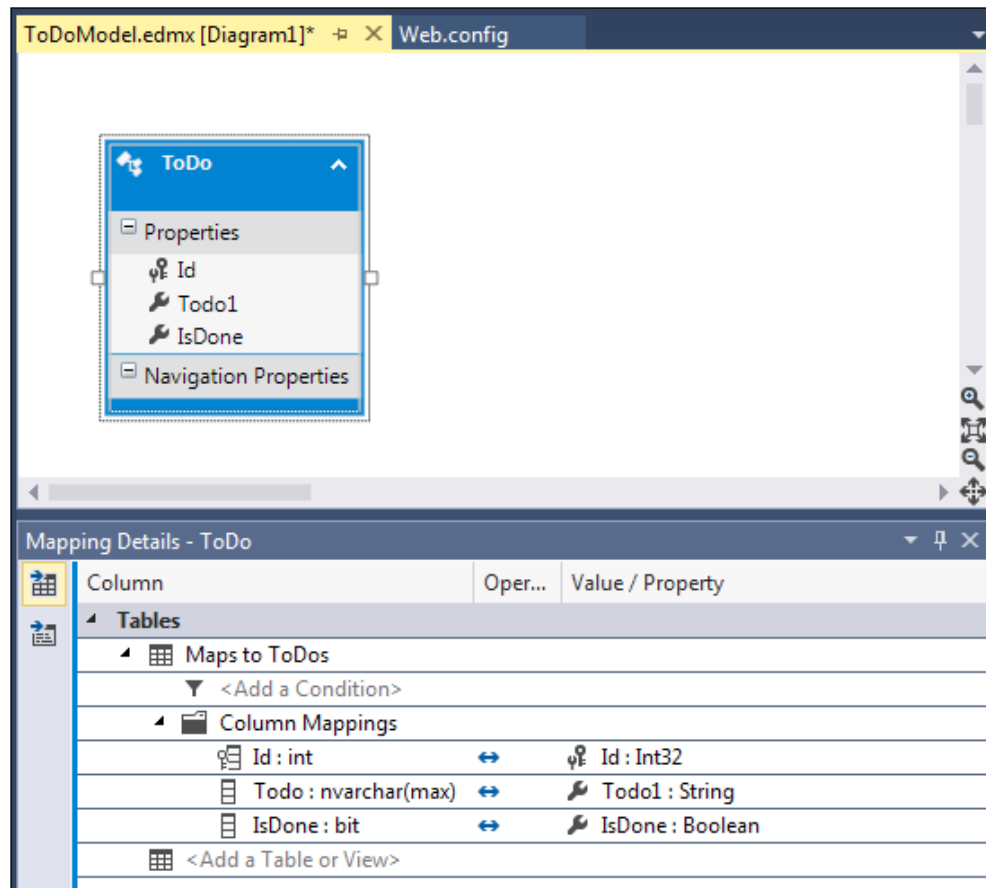 ToDoModel.edmx [Diagram1]* Web.config
ToDo
Properties
Id
Todo1
IsDone
Navigation Properties
Mapping Details - ToDo
Column Oper... Value / Property
Tables
Maps to ToDos
<Add a Condition>
Column Mappings
Id : int Id : Int32
Todo : nvarchar(max) Todo1 : String
IsDone : bit IsDone : Boolean
<Add a Table or View>